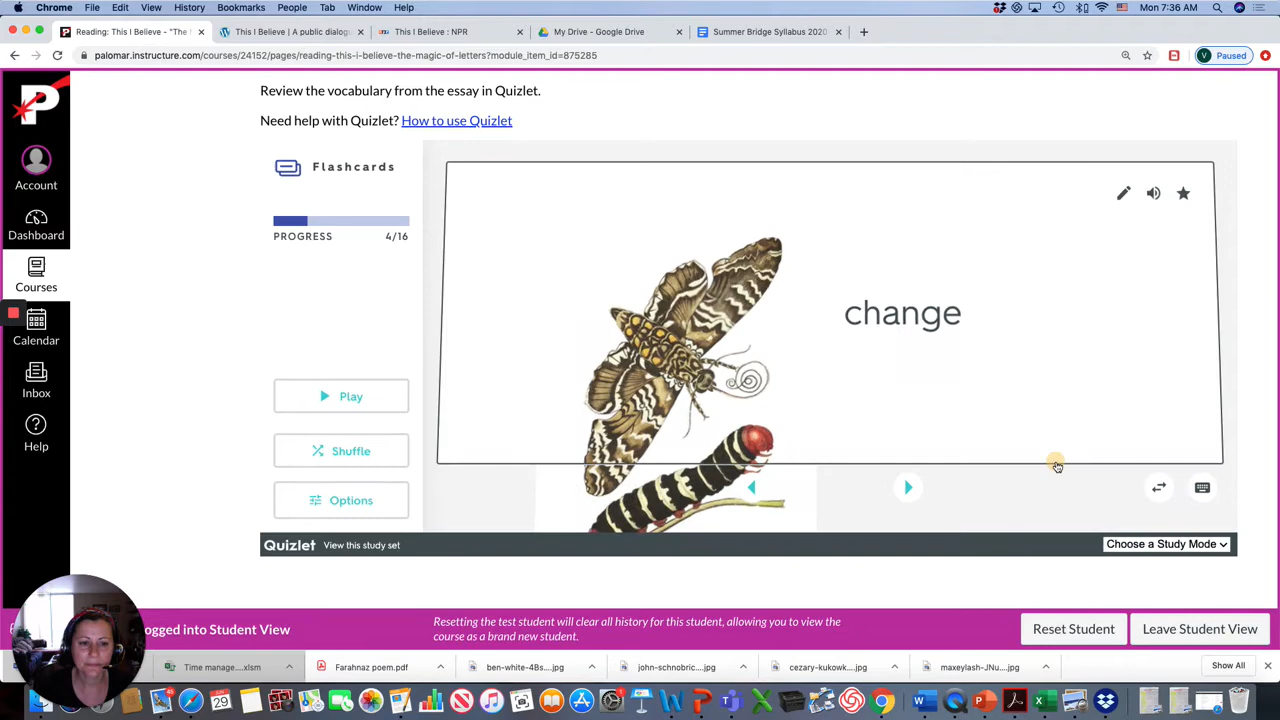 Chrome File Edit View History Bookmarks People Tab Window Help Mon 7:36 AM
Reading: This I Believe - "The This I Believe | A public dialog This I Believe : NPR My Drive - Google Drive Summer Bridge Syllabus 2020
palomar.instructure.com/courses/24152/pages/reading-this-i-believe-the-magic-of-letters?module_item_id=875285 V Paused
P
Account
Dashboard
Courses
Calendar
Inbox
Help
Review the vocabulary from the essay in Quizlet.
Need help with Quizlet? How to use Quizlet
Flashcards
PROGRESS 4/16
change
Play
Shuffle
Options
Quizlet View this study set Choose a Study Mode
ogged into Student View
Resetting the test student will clear all history for this student, allowing you to view the
course as a brand new student.
Reset Student Leave Student View
Time manage....xlsm Farahnaz poem.pdf ben-white-4Bs....jpg john-schnobric....jpg cezary-kukowk....jpg maxeylash-JNu....jpg Show All